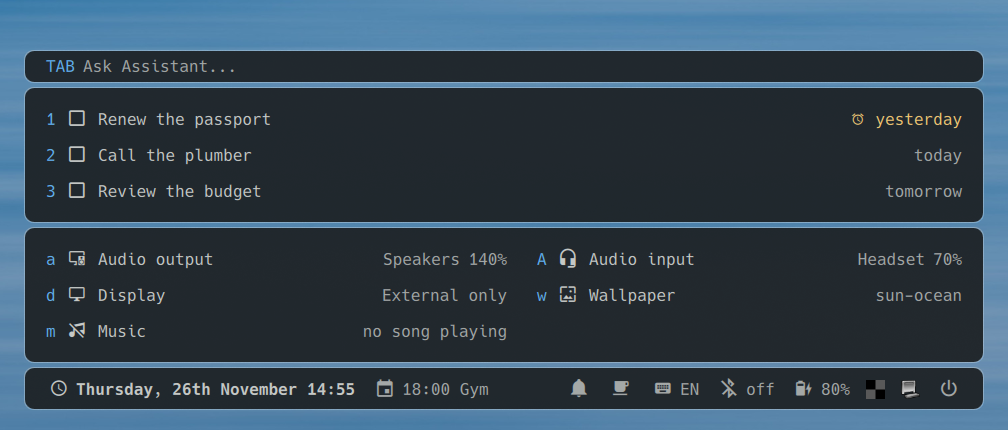 TAB Ask Assistant...
1 Renew the passport yesterday
2 Call the plumber today
3 Review the budget tomorrow
a Audio output Speakers 140% A Audio input Headset 70%
d Display External only w Wallpaper sun-ocean
m Music no song playing
Thursday, 26th November 14:55 18:00 Gym EN off 80%